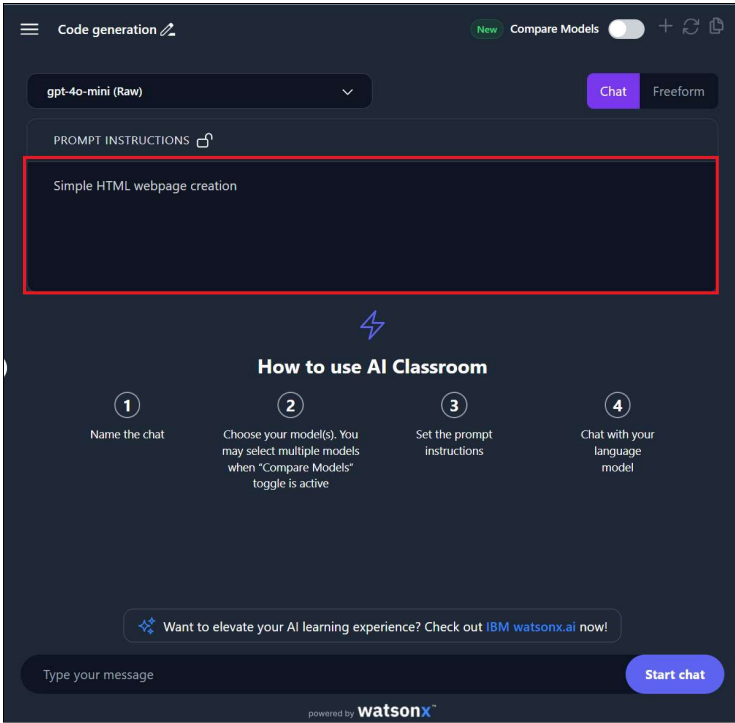 Code generation
New Compare Models
gpt-4o-mini (Raw)
Chat Freeform
PROMPT INSTRUCTIONS
Simple HTML webpage creation
How to use AI Classroom
1
Name the chat
2
Choose your model(s). You
may select multiple models
when "Compare Models"
toggle is active
3
Set the prompt
instructions
4
Chat with your
language
model
Want to elevate your AI learning experience? Check out IBM watsonx.ai now!
Type your message
Start chat
powered by watsonx™